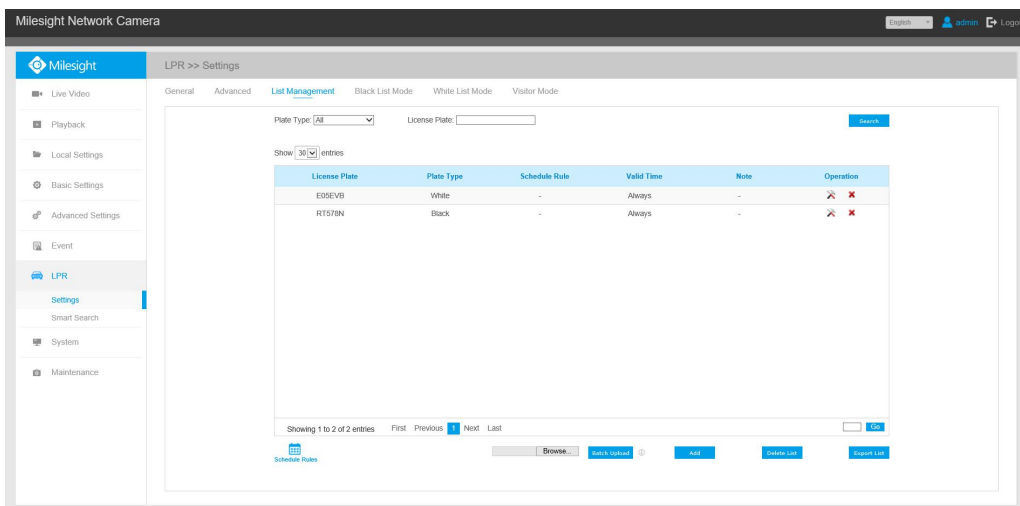 Milesight Network Camera
English admin Logo
Milesight
LPR >> Settings
Live Video
Playback
Local Settings
Basic Settings
Advanced Settings
Event
LPR
Settings
Smart Search
System
Maintenance
General Advanced List Management Black List Mode White List Mode Visitor Mode
Plate Type: All License Plate: Search
Show 30 entries
License Plate Plate Type Schedule Rule Valid Time Note Operation
E05EVB White - Always -
RT578N Black - Always -
Showing 1 to 2 of 2 entries First Previous 1 Next Last Go
Schedule Rules Browse... Batch Upload Add Delete List Export List